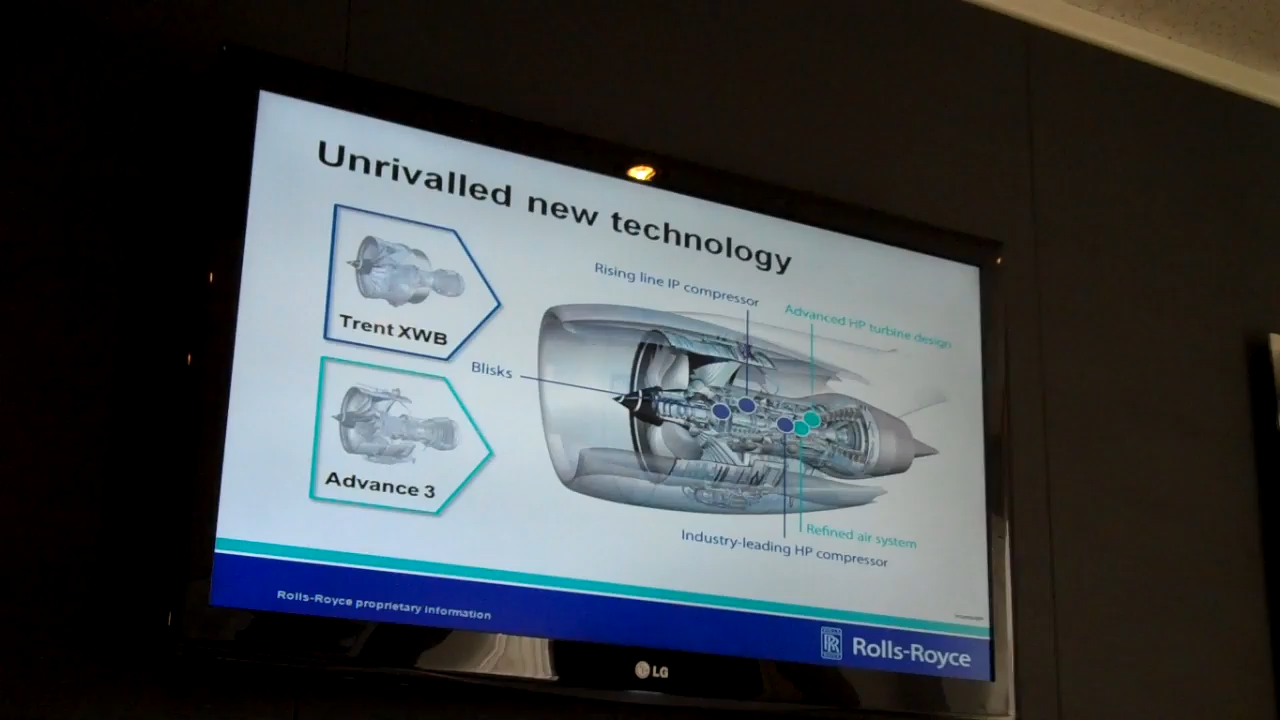 Unrivalled new technology
Trent XWB
Advance 3
Rising line IP compressor
Advanced HP turbine design
Blisks
Refined air system
Industry-leading HP compressor
Rolls-Royce proprietary information
Rolls-Royce
LG